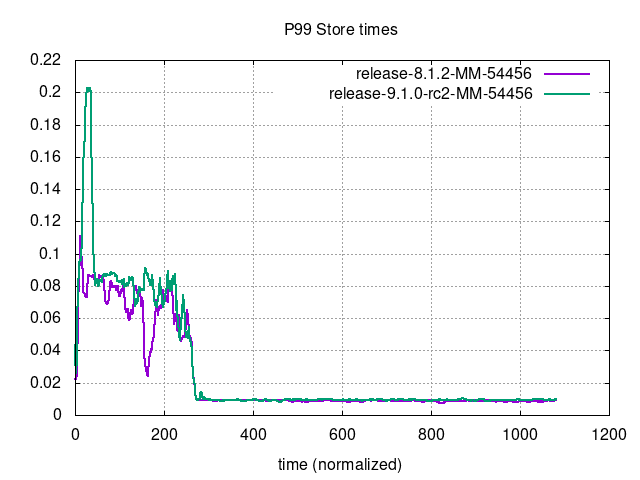 P99 Store times
release-8.1.2-MM-54456
release-9.1.0-rc2-MM-54456
0.22
0.2
0.18
0.16
0.14
0.12
0.1
0.08
0.06
0.04
0.02
0
0 200 400 600 800 1000 1200
time (normalized)